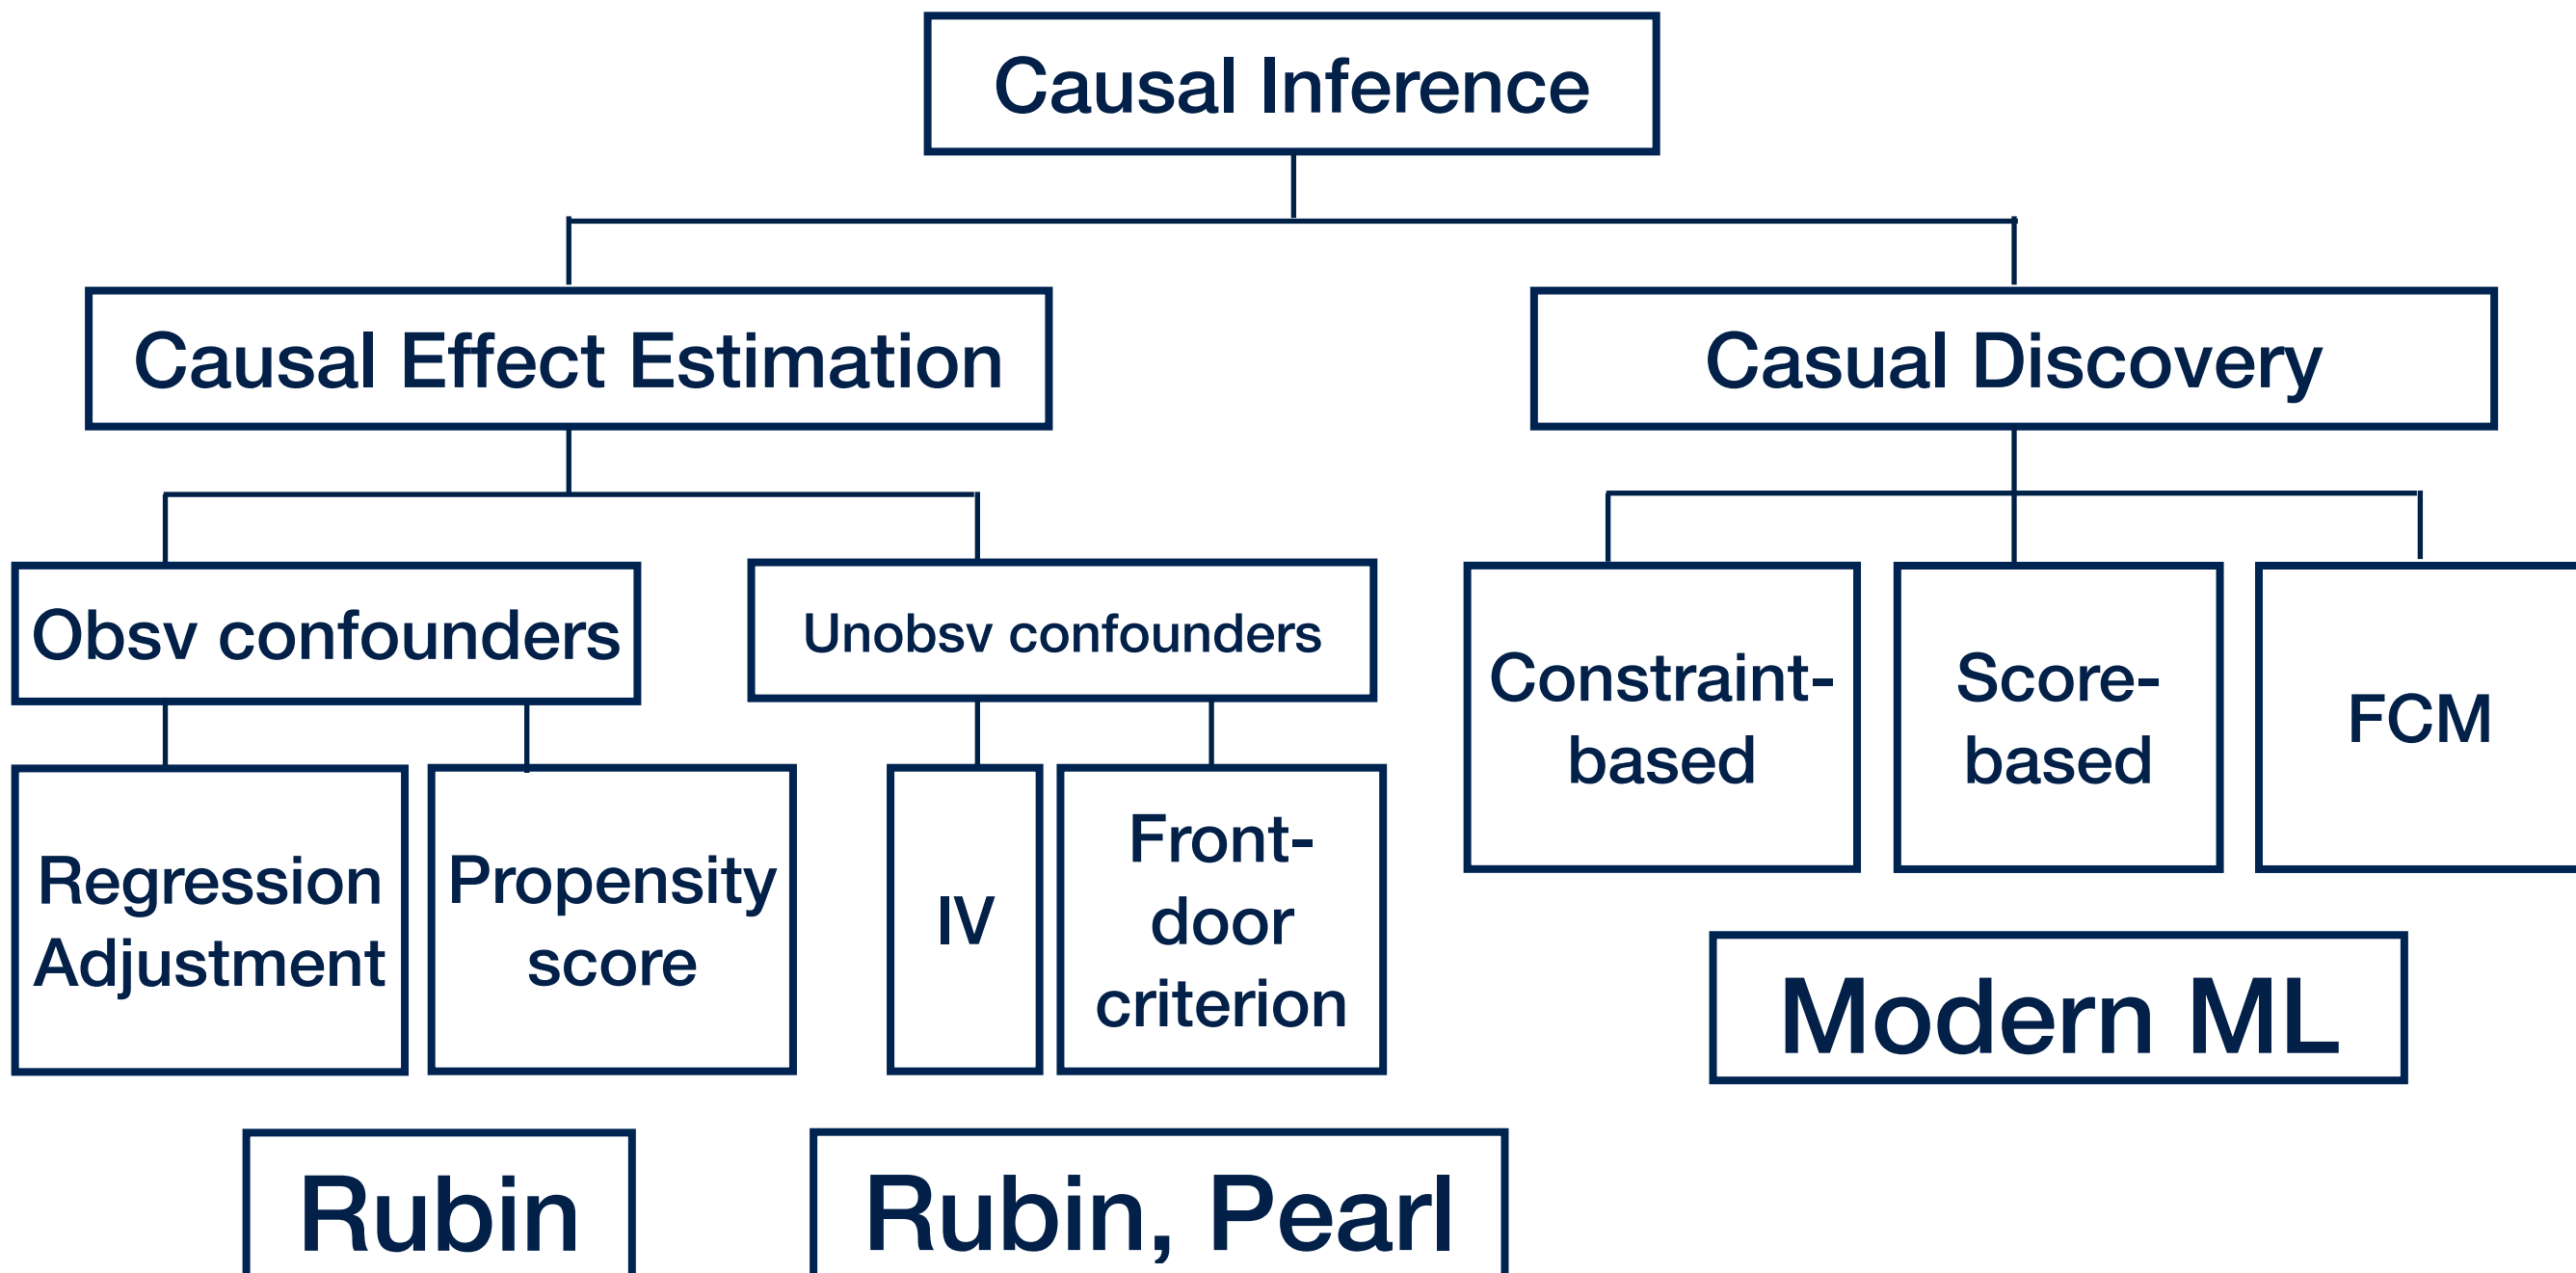 Causal Inference
Causal Effect Estimation
Casual Discovery
Obsv confounders
Unobsv confounders
Constraint-
based
Score-
based
FCM
Regression
Adjustment
Propensity
score
IV
Front-
door
criterion
Modern ML
Rubin
Rubin, Pearl